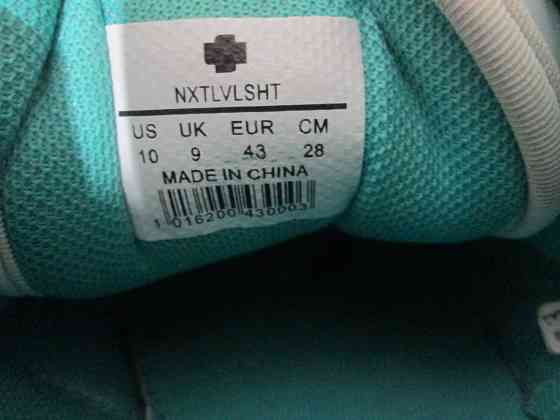 NXTLVLSHT
US UK EUR CM
10 9 43 28
MADE IN CHINA
1 016200 430003